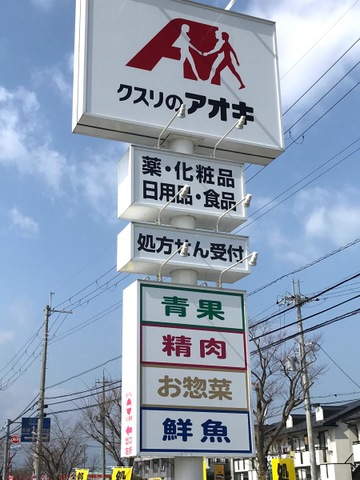 クスリのアオキ
薬・化粧品
日用品・食品
処方せん受付
青果
精肉
お惣菜
鮮魚